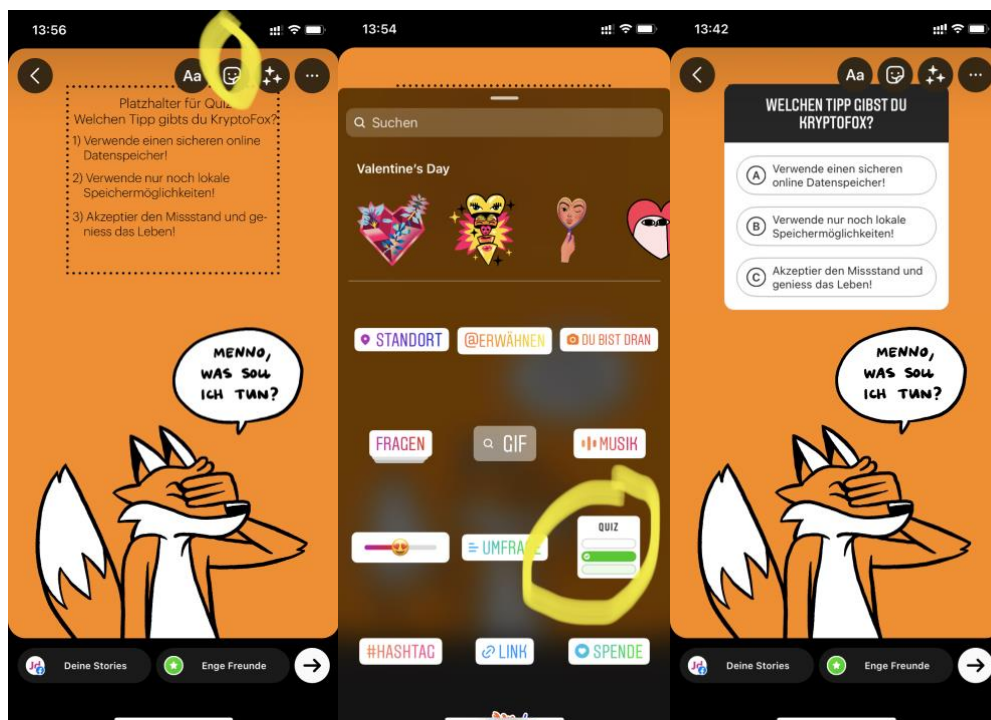 13:56
Aa
Platzhalter für Quiz
Welchen Tipp gibts du KryptoFox?
1) Verwende einen sicheren online
Datenspeicher!
2) Verwende nur noch lokale
Speichermöglichkeiten!
3) Akzeptier den Missstand und ge-
niess das Leben!
MENNO,
WAS SOLL
ICH TUN?
Deine Stories
Enge Freunde
13:54
Suchen
Valentine's Day
STANDORT
@ERWÄHNEN
DU BIST DRAN
FRAGEN
GIF
MUSIK
UMFRAGE
QUIZ
#HASHTAG
LINK
SPENDE
13:42
Aa
WELCHEN TIPP GIBST DU
KRYPTOFOX?
A
Verwende einen sicheren
online Datenspeicher!
B
Verwende nur noch lokale
Speichermöglichkeiten!
C
Akzeptier den Missstand und
geniess das Leben!
MENNO,
WAS SOLL
ICH TUN?
Deine Stories
Enge Freunde